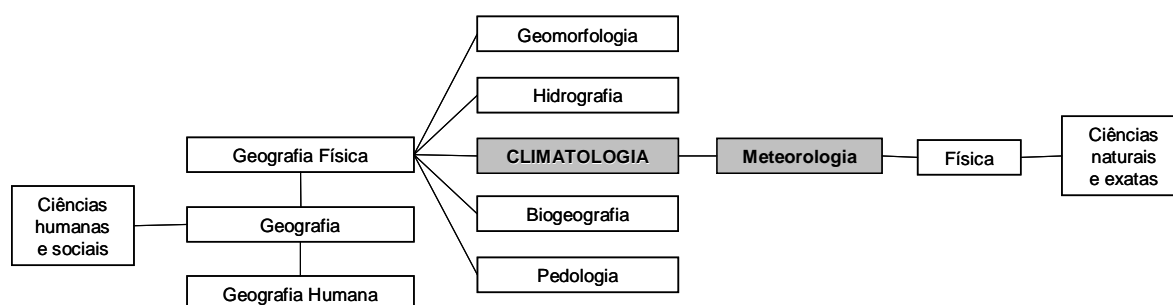 Geomorfologia
Hidrografia
Geografia Física
CLIMATOLOGIA
Meteorologia
Física
Ciências
naturais
e exatas
Ciências
humanas
e sociais
Geografia
Biogeografia
Geografia Humana
Pedologia